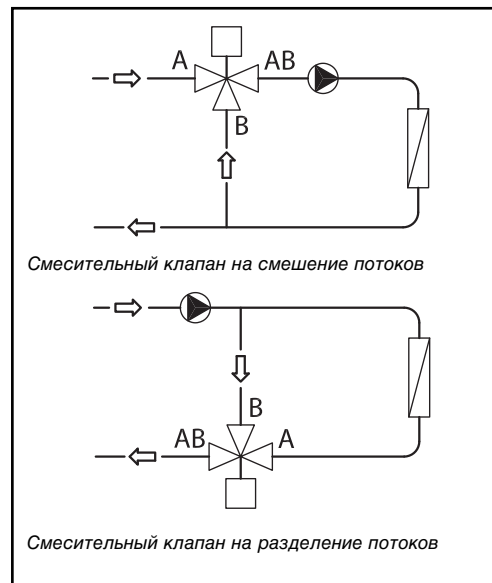 A AB
B
Смесительный клапан на смешение потоков
B
AB A
Смесительный клапан на разделение потоков